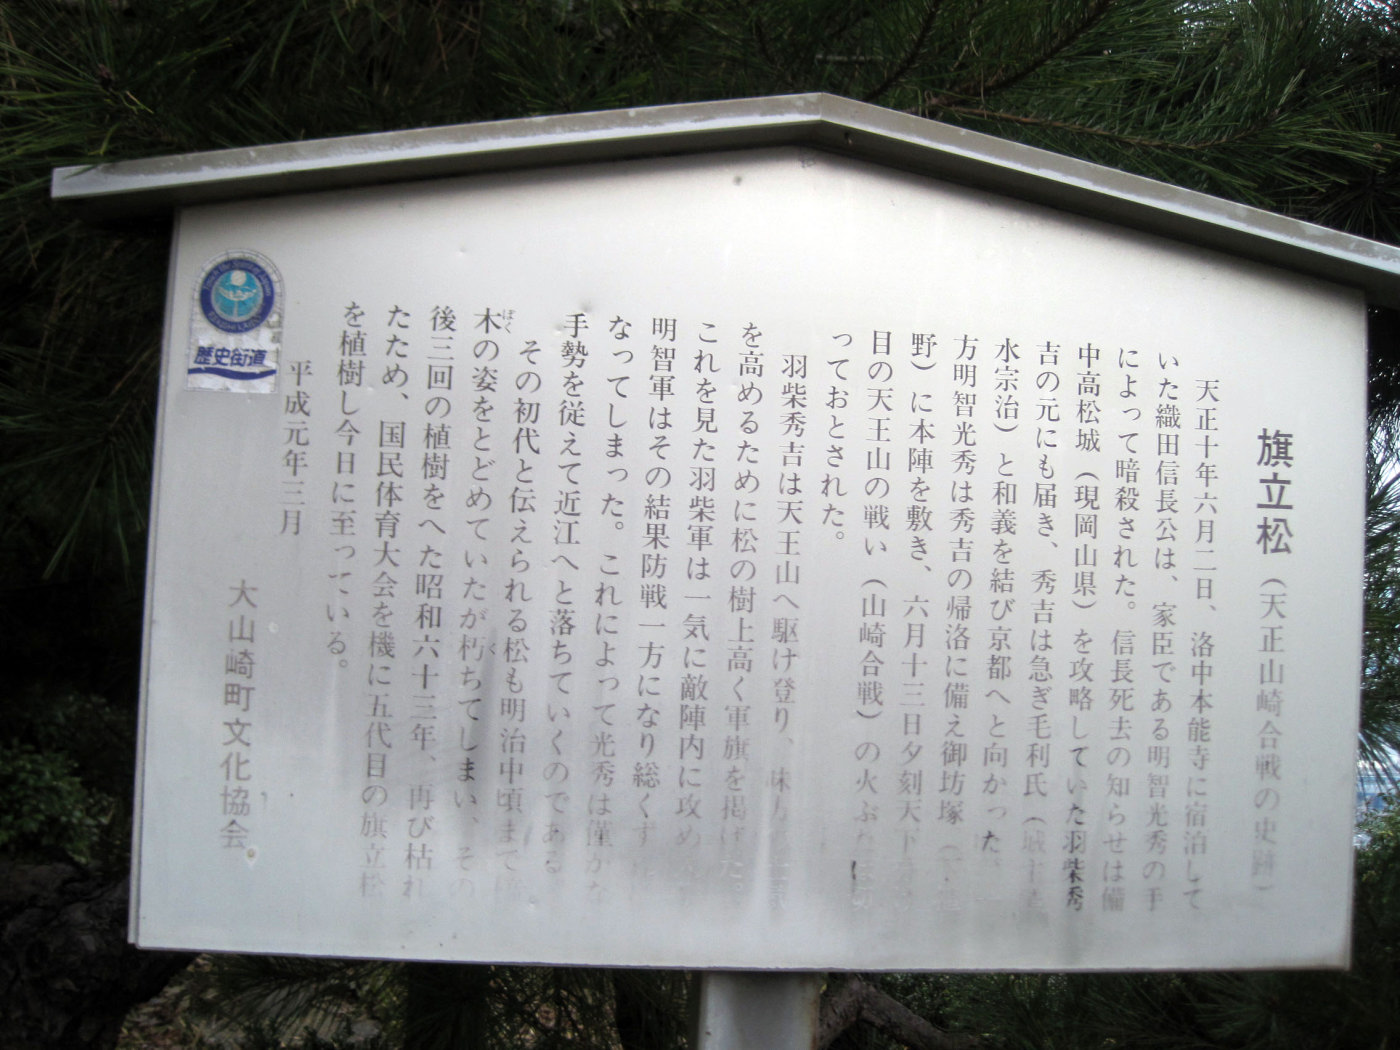 旗立松（天正山崎合戦の史跡）
天正十年六月二日、洛中本能寺に宿泊して
いた織田信長公は、家臣である明智光秀の手
によって暗殺された。信長死去の知らせは備
中高松城（現岡山県）を攻略していた羽柴秀
吉の元にも届き、秀吉は急ぎ毛利氏（城主清
水宗治）と和義を結び京都へと向かった。一
方明智光秀は秀吉の帰洛に備え御坊塚（下植
野）に本陣を敷き、六月十三日夕刻天下
目の天王山の戦い（山崎合戦）の火ぶたは切
っておとされた。
羽柴秀吉は天王山へ駆け登り、味方の士気
を高めるために松の樹上高く軍旗を掲げた。
これを見た羽柴軍は一気に敵陣内に攻め
明智軍はその結果防戦一方になり総くずれ
なってしまった。これによって光秀は僅かな
手勢を従えて近江へと落ちていくのである
その初代と伝えられる松も明治中頃まで
木の姿をとどめていたが朽ちてしまい、その
ぼく
く
後三回の植樹をへた昭和六十三年、再び枯れ
たため、国民体育大会を機に五代目の旗立松
を植樹し今日に至っている。
平成元年三月
大山崎町文化協会
歴史街道